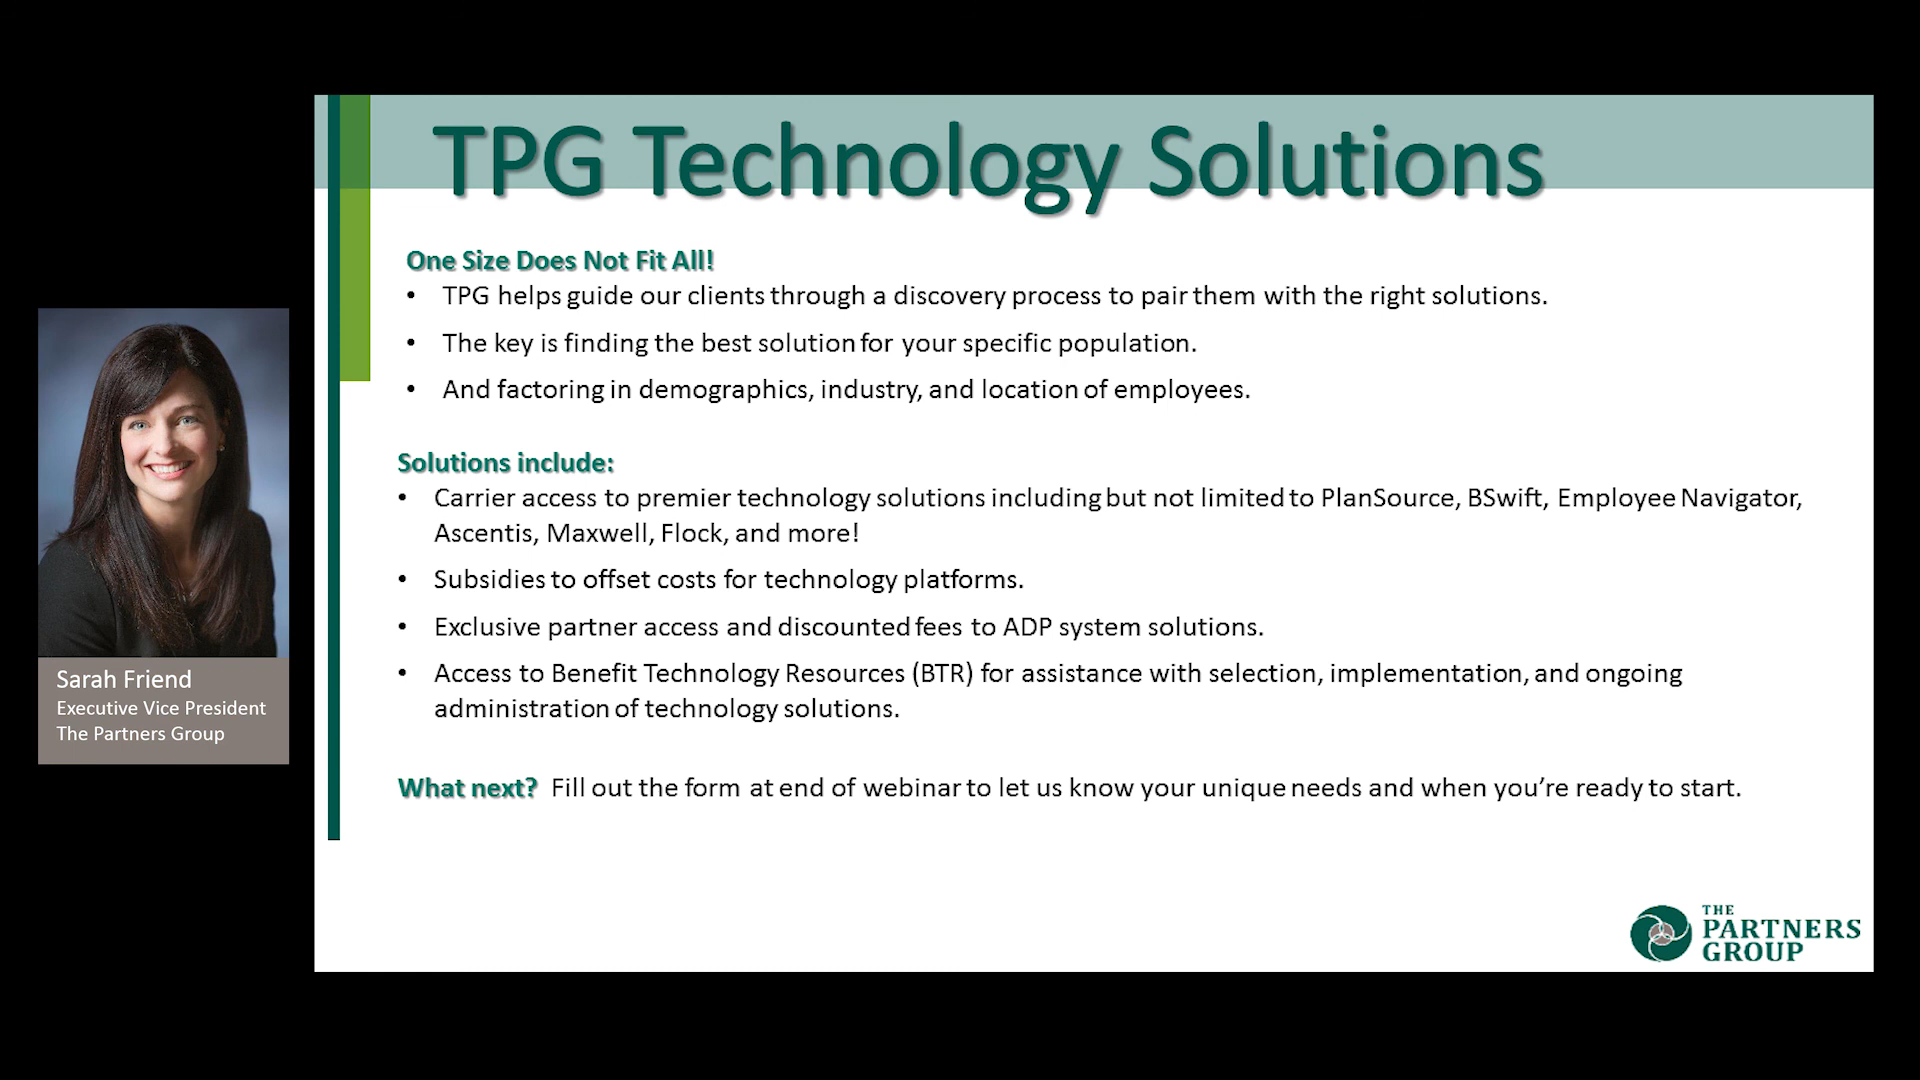 TPG Technology Solutions
One Size Does Not Fit All!
• TPG helps guide our clients through a discovery process to pair them with the right solutions.
• The key is finding the best solution for your specific population.
• And factoring in demographics, industry, and location of employees.
Solutions include:
• Carrier access to premier technology solutions including but not limited to PlanSource, BSwift, Employee Navigator,
Ascentis, Maxwell, Flock, and more!
• Subsidies to offset costs for technology platforms.
• Exclusive partner access and discounted fees to ADP system solutions.
• Access to Benefit Technology Resources (BTR) for assistance with selection, implementation, and ongoing
administration of technology solutions.
What next? Fill out the form at end of webinar to let us know your unique needs and when you’re ready to start.
Sarah Friend
Executive Vice President
The Partners Group
THE
PARTNERS
GROUP